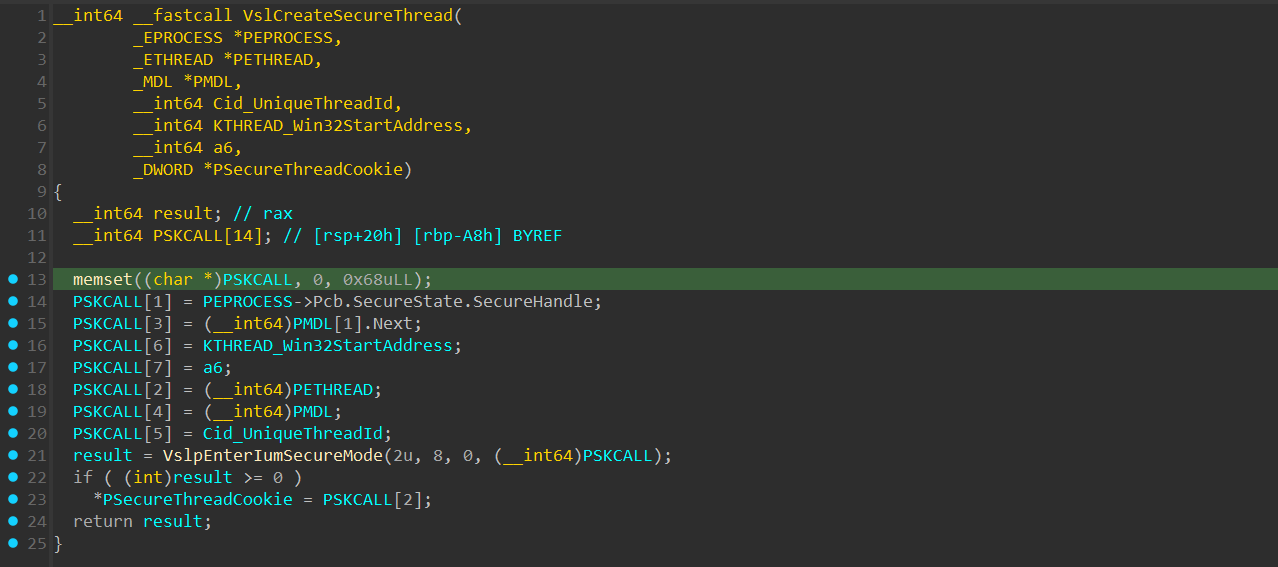 1 __int64 __fastcall VslCreateSecureThread(
2         _EPROCESS *PEPROCESS,
3         _ETHREAD *PETHREAD,
4         _MDL *PMDL,
5         __int64 Cid_UniqueThreadId,
6         __int64 KTHREAD_Win32StartAddress,
7         __int64 a6,
8         _DWORD *PSecureThreadCookie)
9 {
10   __int64 result; // rax
11   __int64 PSKCALL[14]; // [rsp+20h] [rbp-A8h] BYREF
12
13   memset((char *)PSKCALL, 0, 0x68uLL);
14   PSKCALL[1] = PEPROCESS->Pcb.SecureState.SecureHandle;
15   PSKCALL[3] = (__int64)PMDL[1].Next;
16   PSKCALL[6] = KTHREAD_Win32StartAddress;
17   PSKCALL[7] = a6;
18   PSKCALL[2] = (__int64)PETHREAD;
19   PSKCALL[4] = (__int64)PMDL;
20   PSKCALL[5] = Cid_UniqueThreadId;
21   result = VslpEnterIumSecureMode(2u, 8, 0, (__int64)PSKCALL);
22   if ( (int)result >= 0 )
23     *PSecureThreadCookie = PSKCALL[2];
24   return result;
25 }